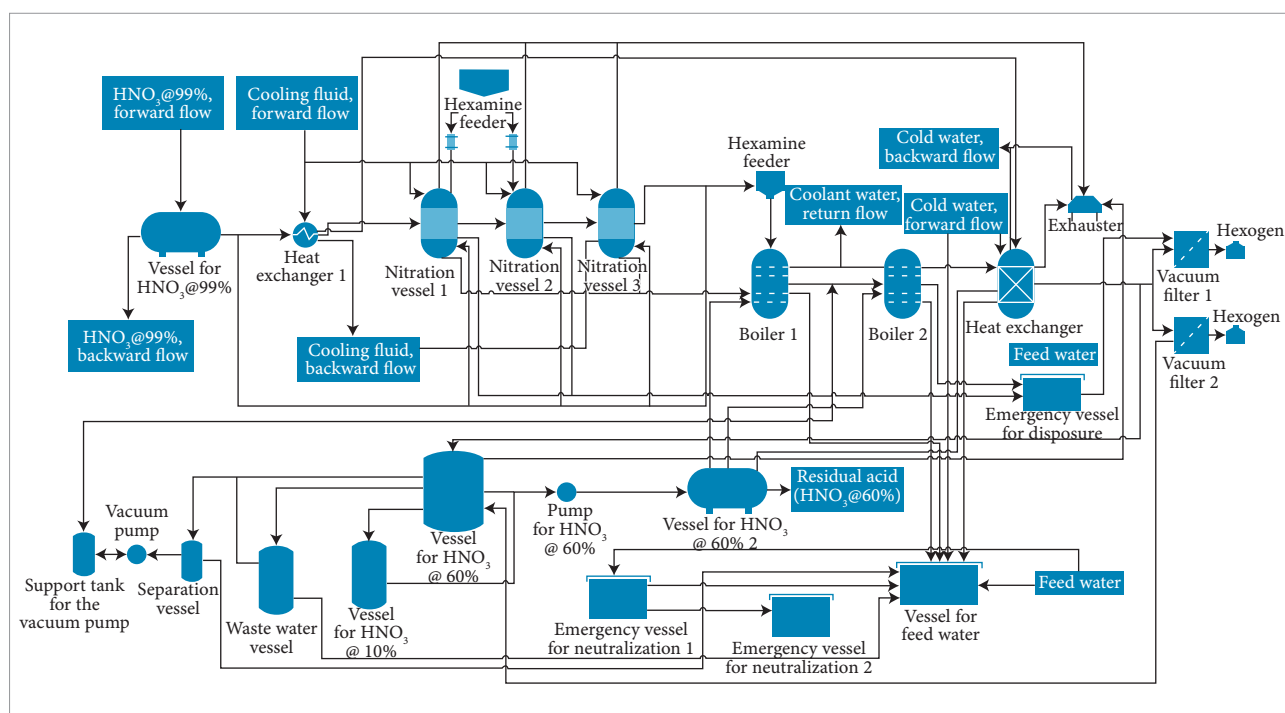 HNO₃@99%,
forward flow
Cooling fluid,
forward flow
Hexamine
feeder
Hexamine
feeder
Cold water,
backward flow
Coolant water,
return flow
Cold water,
forward flow
Exhauster
Hexogen
Vessel for
HNO₃@99%
Heat
exchanger 1
Nitration
vessel 1
Nitration
vessel 2
Nitration
vessel 3
Vacuum
filter 1
Boiler 1
Boiler 2
Heat exchanger
Hexogen
HNO₃@99%,
backward flow
Cooling fluid,
backward flow
Feed water
Vacuum
filter 2
Emergency vessel
for disposure
Residual acid
(HNO₃@60%)
Vacuum
pump
Pump
for HNO₃
@ 60%
Vessel for HNO₃
@ 60% 2
Vessel
for HNO₃
@ 60%
Support tank
for the
vacuum pump
Separation
vessel
Feed water
Waste water
vessel
Vessel
for HNO₃
@ 10%
Emergency vessel
for neutralization 1
Emergency vessel
for neutralization 2
Vessel for
feed water